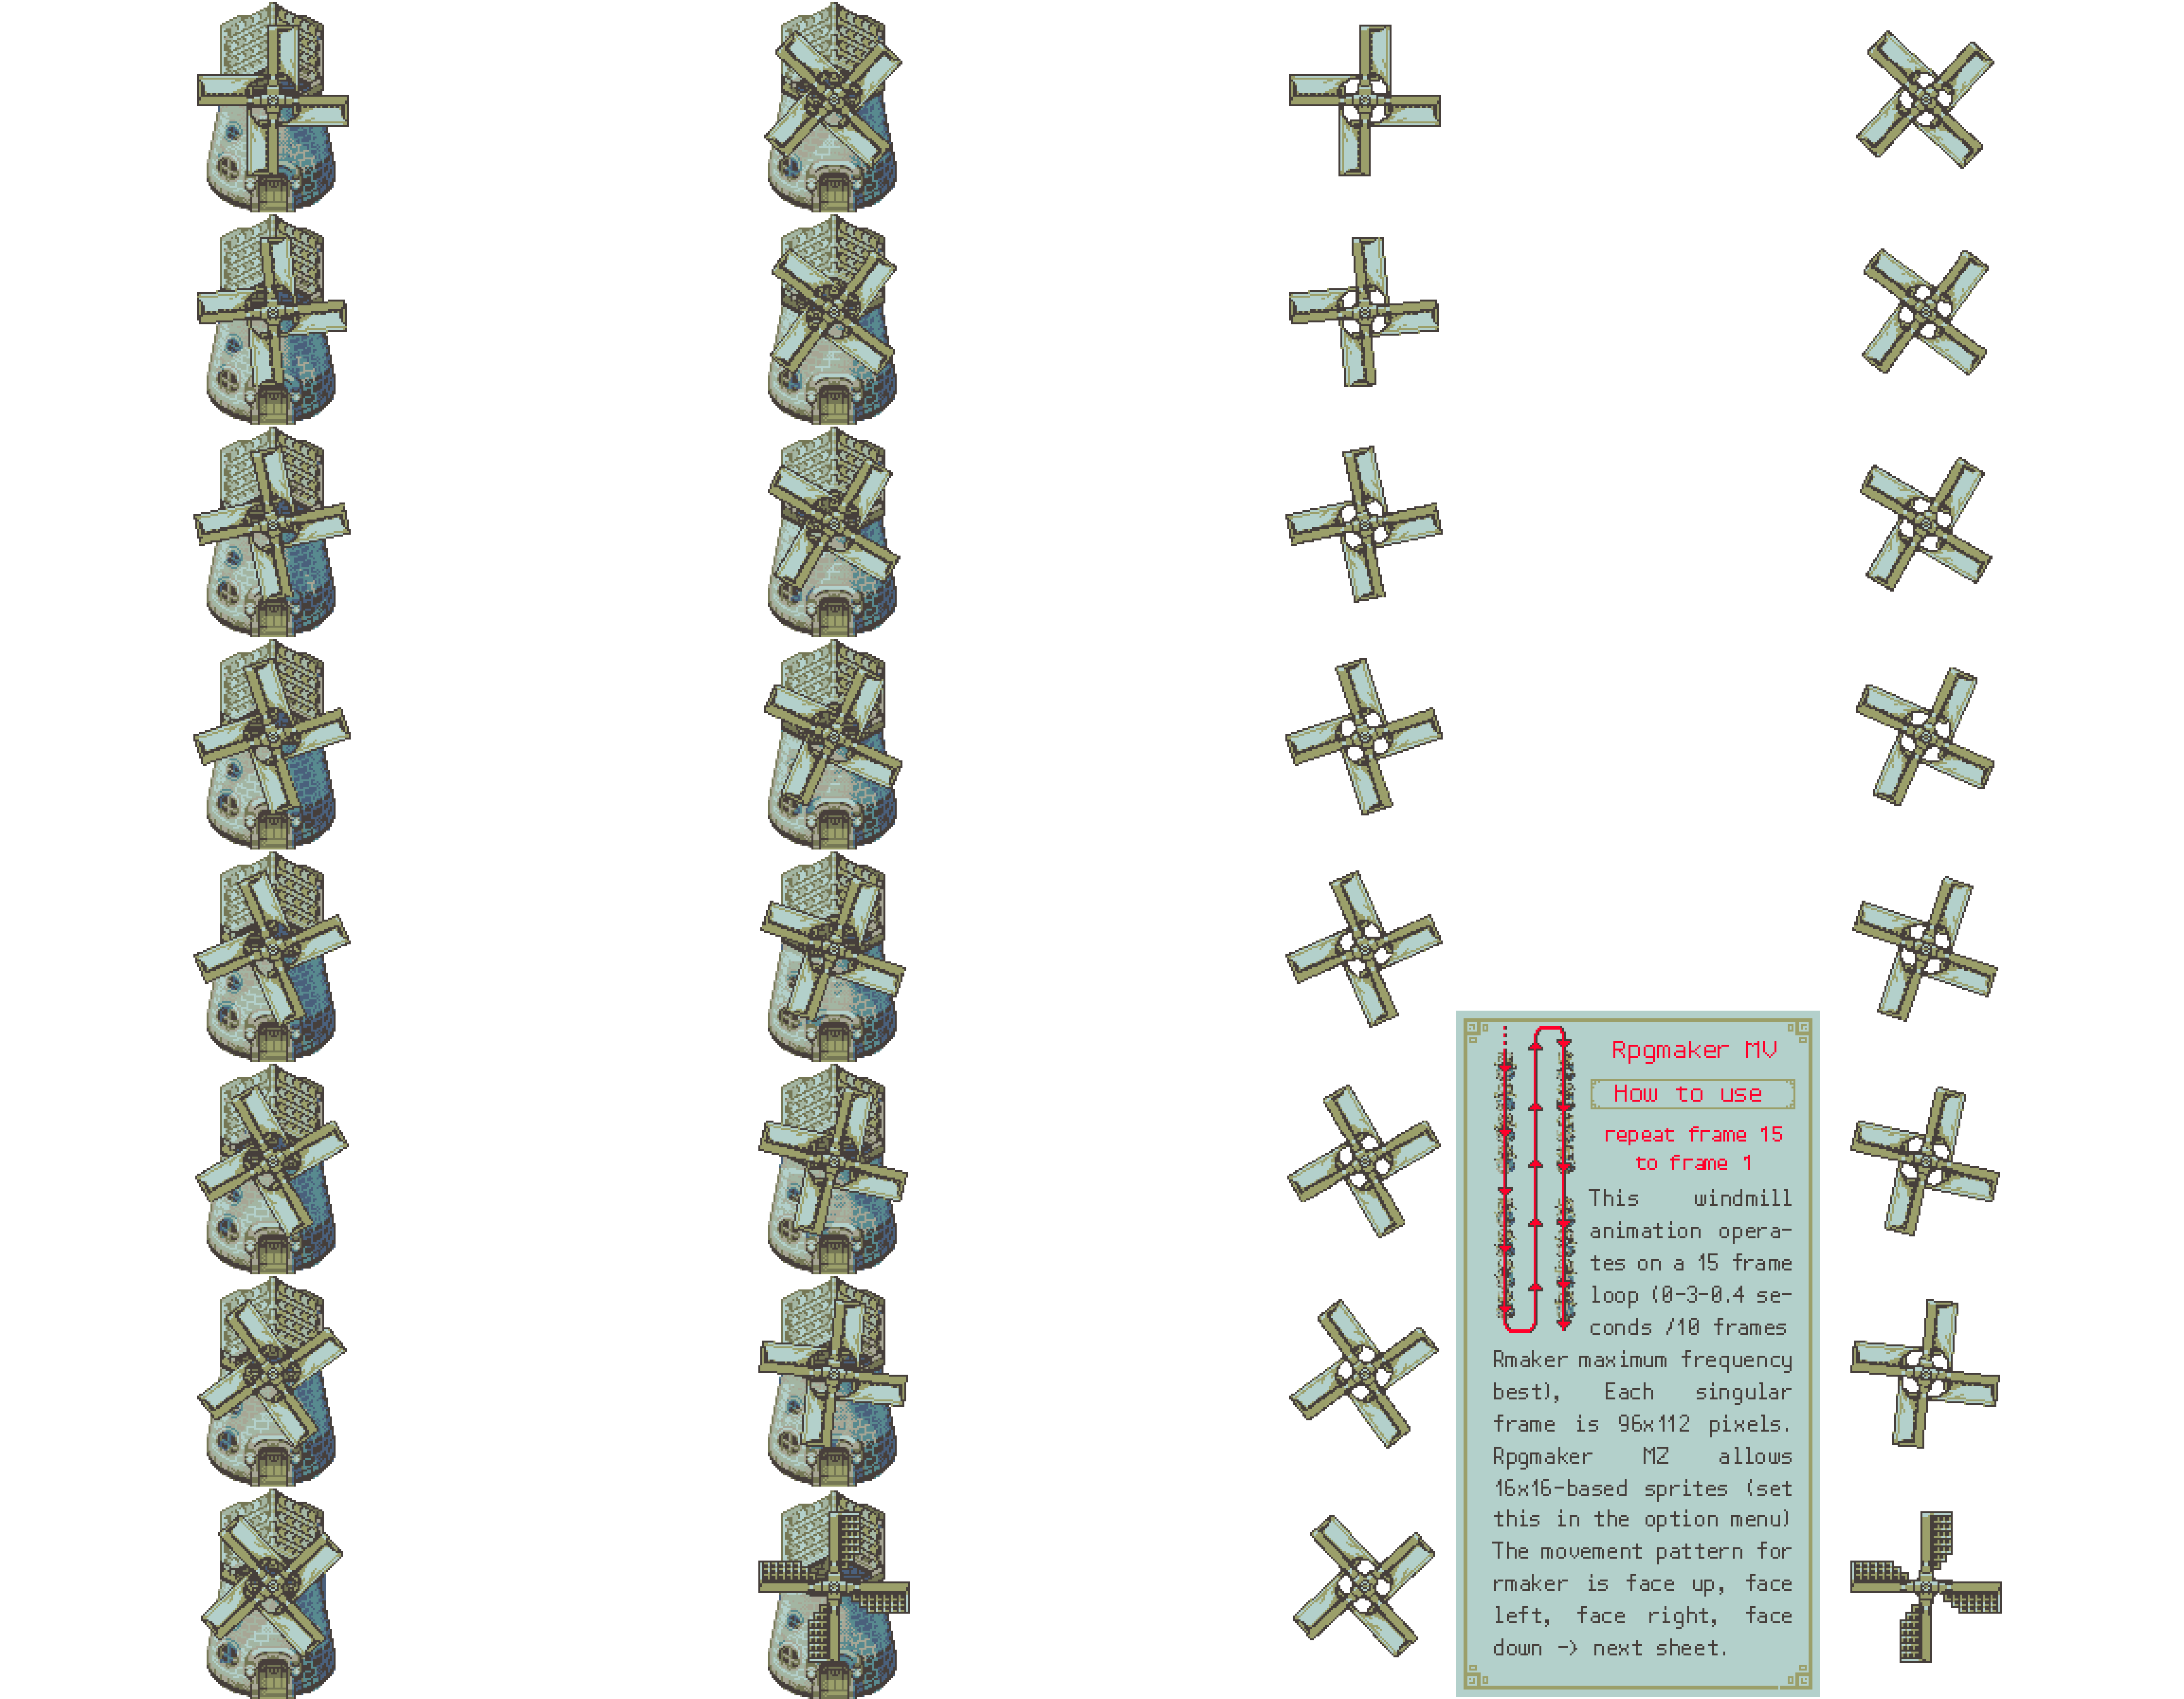 Rpgmaker MV
How to use
repeat frame 15
to frame 1
This windmill
animation opera-
tes on a 15 frame
loop (0-3-0.4 se-
conds /10 frames
Rmaker maximum frequency
best), Each singular
frame is 96x112 pixels.
Rpgmaker MZ allows
16x16-based sprites (set
this in the option menu)
The movement pattern for
rmaker is face up, face
left, face right, face
down -> next sheet.